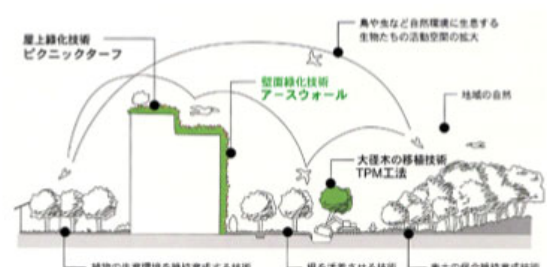 鳥や虫など自然環境に生息する
生物たちの活動空間の拡大
屋上緑化技術
ピクニックターフ
壁面緑化技術
アースウォール
地域の自然
大径木の移植技術
TPM工法